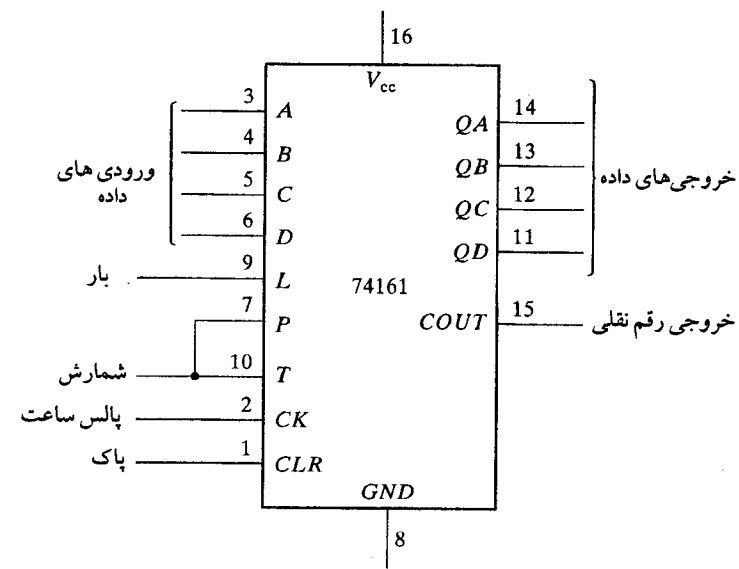 16
V_cc
3 A
4 B
5 C
6 D
ورودی های
داده
9 L
بار
7 P
10 T
شمارش
2 CK
پالس ساعت
1 CLR
پاک
74161
14 QA
13 QB
12 QC
11 QD
خروجی‌های داده
15 COUT
خروجی رقم نقلی
GND
8